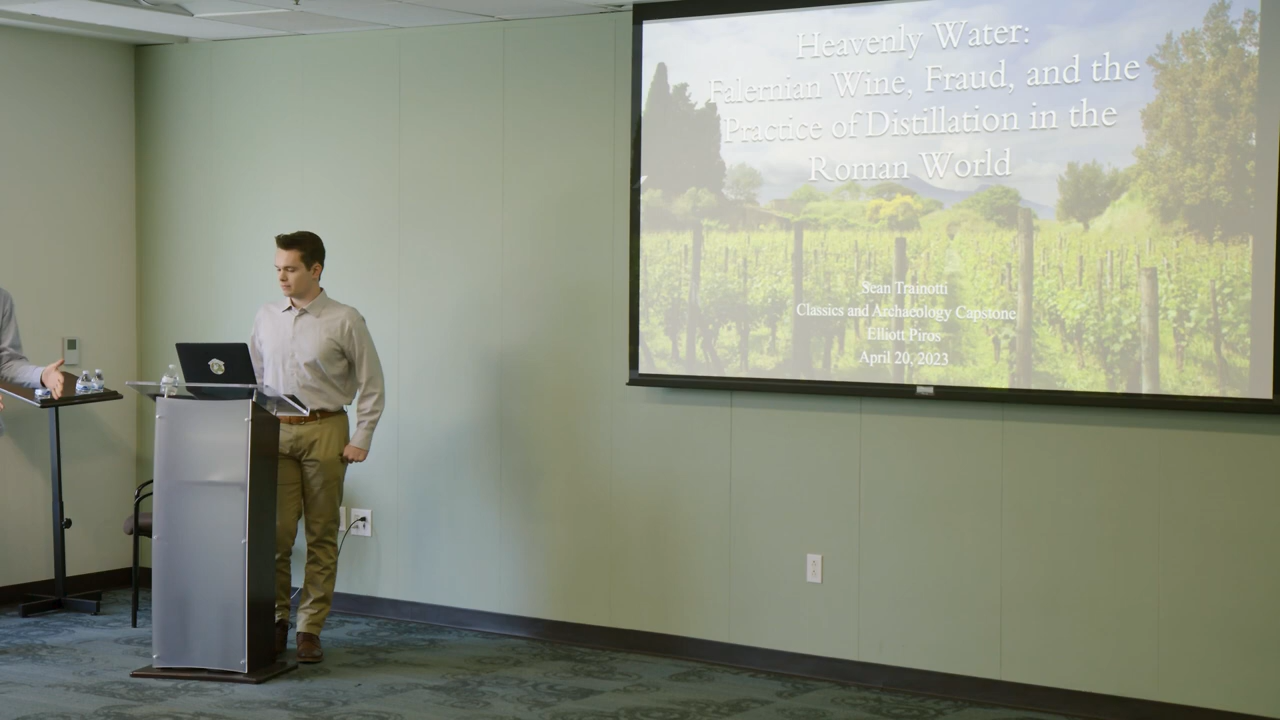 Heavenly Water:
Falernian Wine, Fraud, and the
Practice of Distillation in the
Roman World
Sean Trainotti
Classics and Archaeology Capstone
Elliott Piros
April 20, 2023